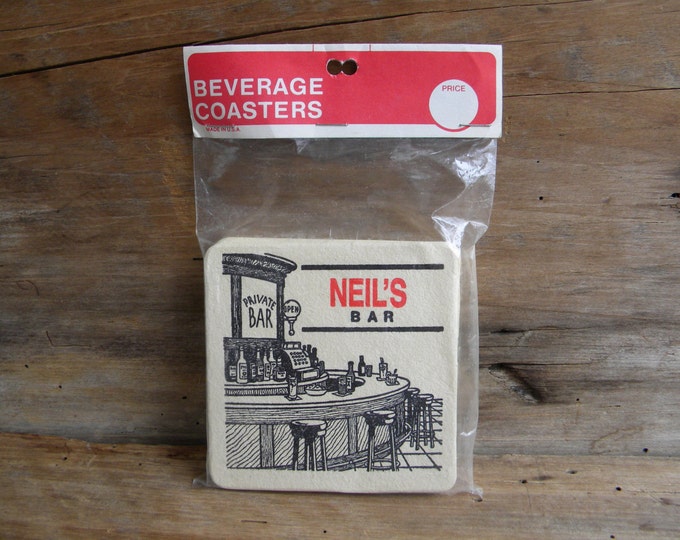 BEVERAGE
COASTERS
MADE IN U.S.A.
PRICE
NEIL'S
BAR
PRIVATE
BAR
OPEN